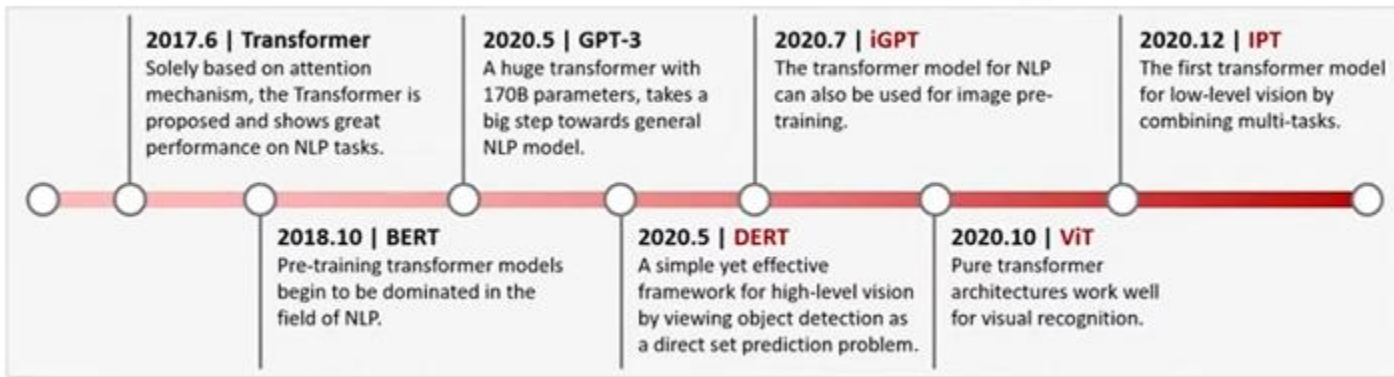 2017.6 | Transformer
Solely based on attention
mechanism, the Transformer is
proposed and shows great
performance on NLP tasks.
2018.10 | BERT
Pre-training transformer models
begin to be dominated in the
field of NLP.
2020.5 | GPT-3
A huge transformer with
170B parameters, takes a
big step towards general
NLP model.
2020.5 | DERT
A simple yet effective
framework for high-level vision
by viewing object detection as
a direct set prediction problem.
2020.7 | iGPT
The transformer model for NLP
can also be used for image pre-
training.
2020.10 | ViT
Pure transformer
architectures work well
for visual recognition.
2020.12 | IPT
The first transformer model
for low-level vision by
combining multi-tasks.